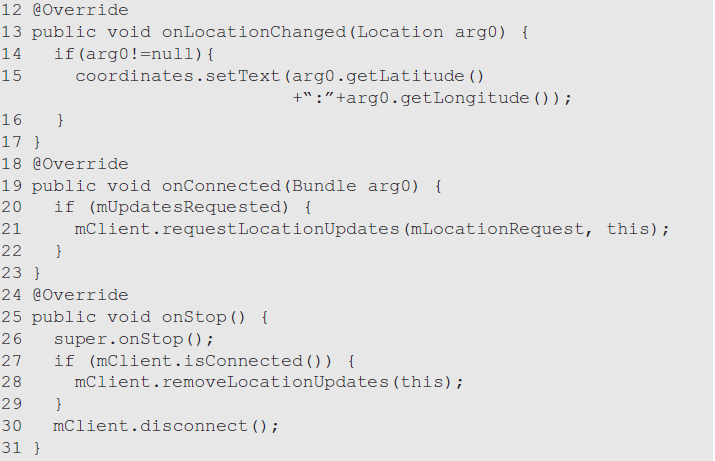 12 @Override
13 public void onLocationChanged(Location arg0) {
14   if(arg0!=null){
15     coordinates.setText(arg0.getLatitude()
                        +“:”+arg0.getLongitude());
16   }
17 }
18 @Override
19 public void onConnected(Bundle arg0) {
20   if (mUpdatesRequested) {
21     mClient.requestLocationUpdates(mLocationRequest, this);
22   }
23 }
24 @Override
25 public void onStop() {
26   super.onStop();
27   if (mClient.isConnected()) {
28     mClient.removeLocationUpdates(this);
29   }
30   mClient.disconnect();
31 }